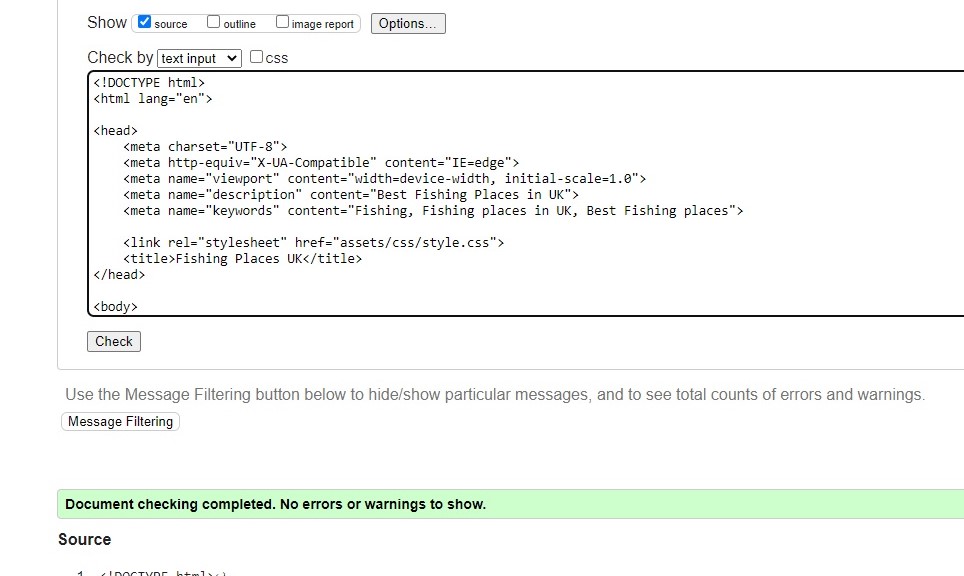 Show source outline image report Options...
Check by text input css
<!DOCTYPE html>
<html lang="en">
<head>
<meta charset="UTF-8">
<meta http-equiv="X-UA-Compatible" content="IE=edge">
<meta name="viewport" content="width=device-width, initial-scale=1.0">
<meta name="description" content="Best Fishing Places in UK">
<meta name="keywords" content="Fishing, Fishing places in UK, Best Fishing places">
<link rel="stylesheet" href="assets/css/style.css">
<title>Fishing Places UK</title>
</head>
<body>
Check
Use the Message Filtering button below to hide/show particular messages, and to see total counts of errors and warnings.
Message Filtering
Document checking completed. No errors or warnings to show.
Source
1. <!DOCTYPE html>